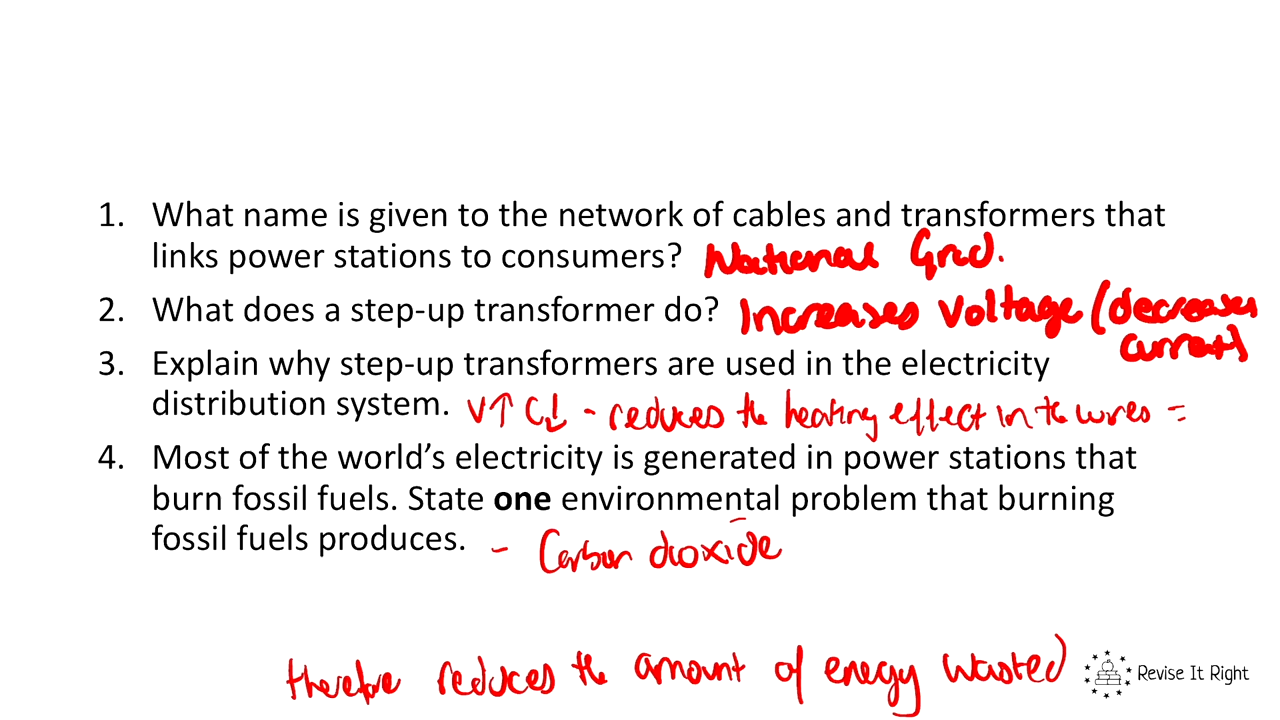 1. What name is given to the network of cables and transformers that
links power stations to consumers? National Grid.
2. What does a step-up transformer do? Increases Voltage (decreases
current)
3. Explain why step-up transformers are used in the electricity
distribution system. V↑ C↓ - reduces the heating effect in the wires =
4. Most of the world's electricity is generated in power stations that
burn fossil fuels. State one environmental problem that burning
fossil fuels produces. - Carbon dioxide
therefore reduces the amount of energy wasted
Revise It Right